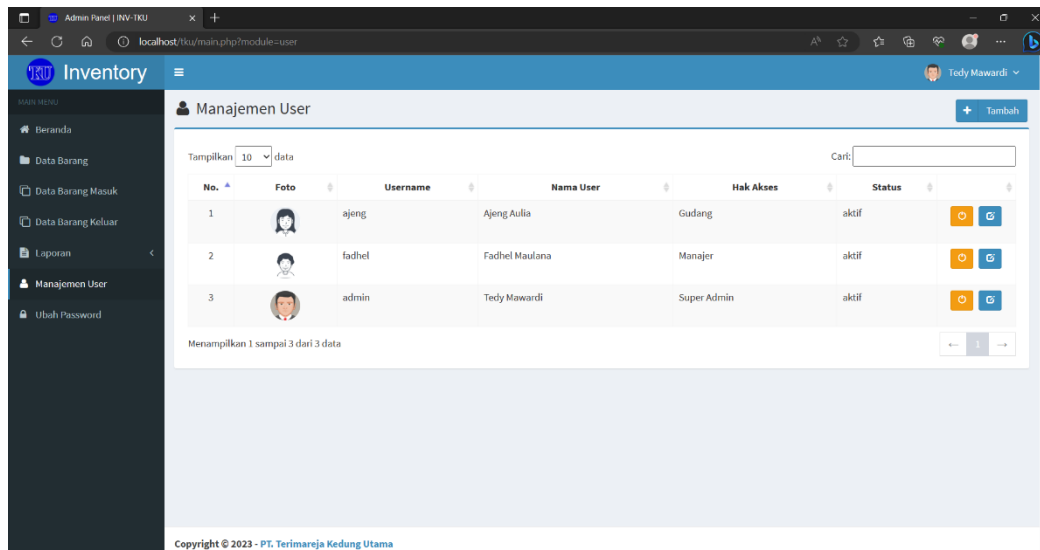 Admin Panel | INV-TKU
localhost/tku/main.php?module=user
TKU Inventory
Tedy Mawardi
MAIN MENU
Beranda
Data Barang
Data Barang Masuk
Data Barang Keluar
Laporan
Manajemen User
Ubah Password
Manajemen User
Tambah
Tampilkan 10 data
Cari:
No. Foto Username Nama User Hak Akses Status
1 ajeng Ajeng Aulia Gudang aktif
2 fadhel Fadhel Maulana Manajer aktif
3 admin Tedy Mawardi Super Admin aktif
Menampilkan 1 sampai 3 dari 3 data
← 1 →
Copyright © 2023 - PT. Terimareja Kedung Utama